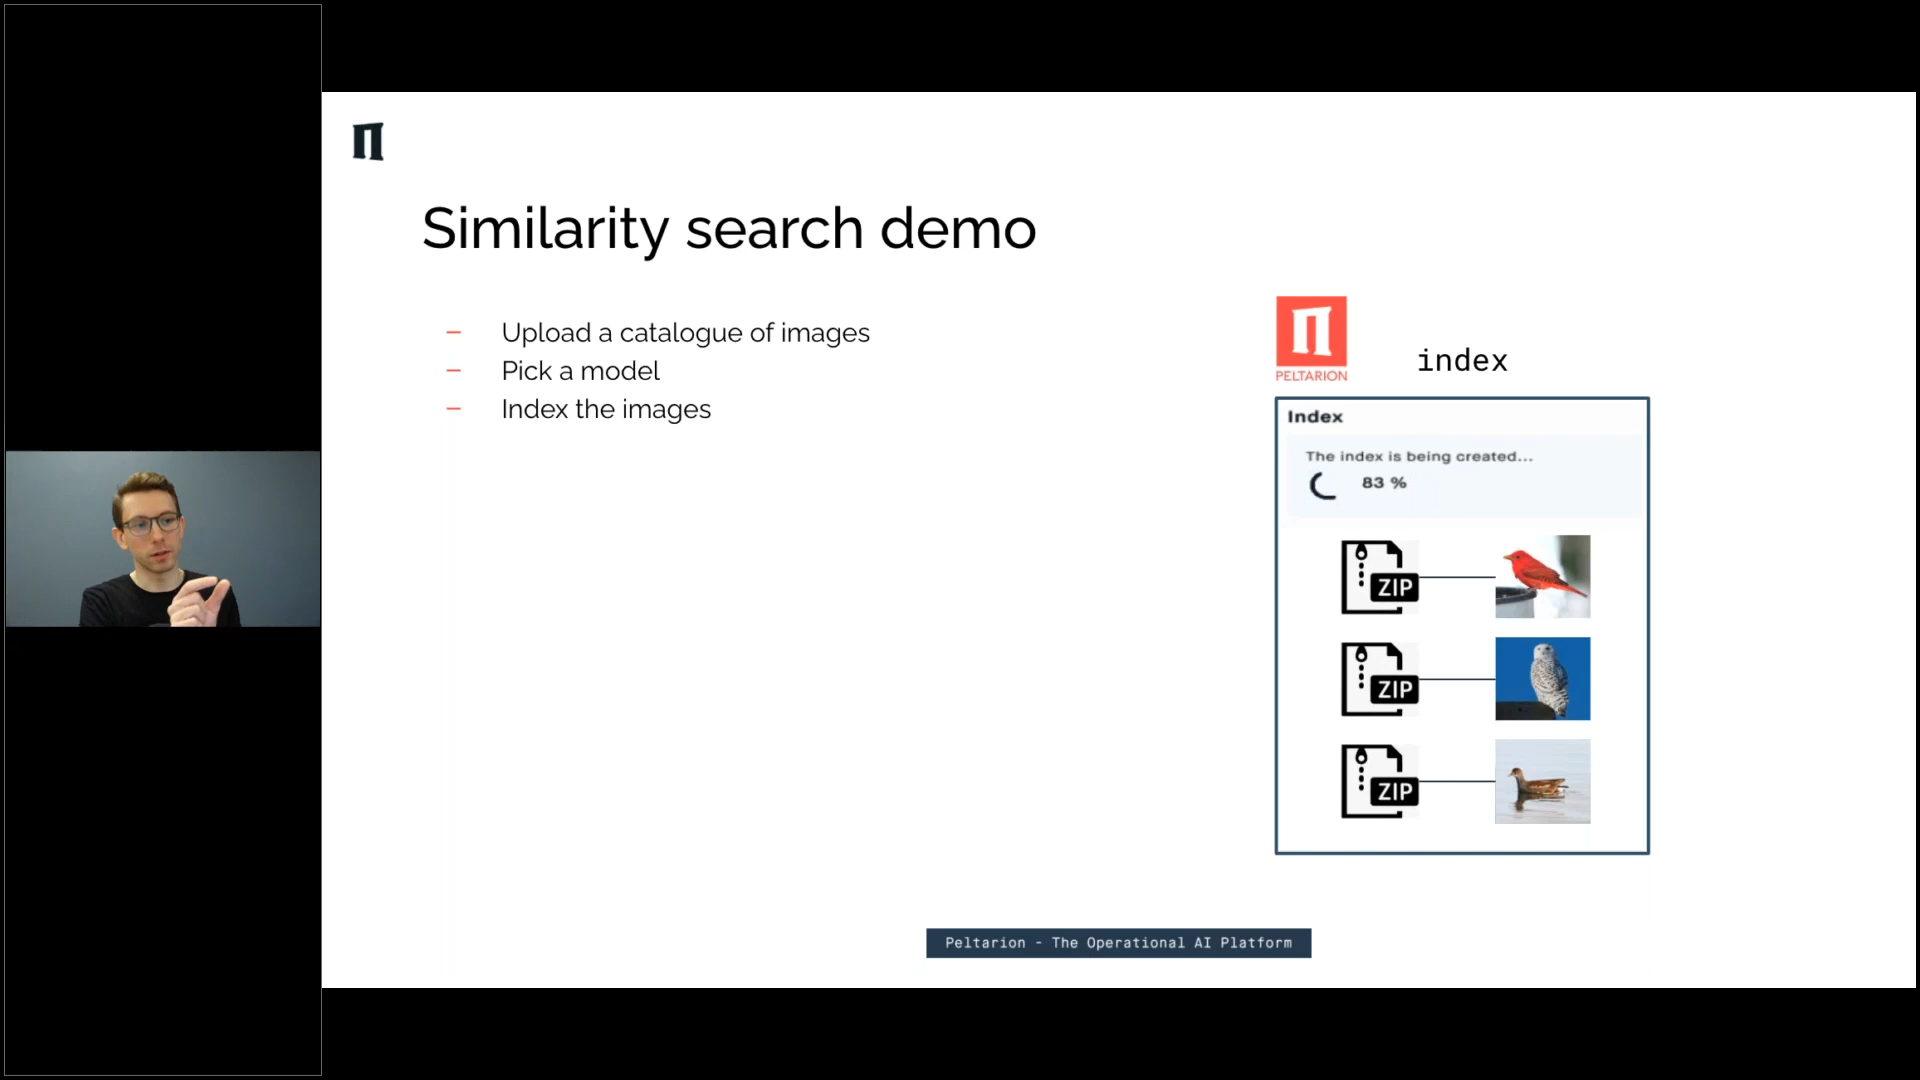 Similarity search demo
– Upload a catalogue of images
– Pick a model
– Index the images
PELTARION
index
Index
The index is being created...
83 %
ZIP
ZIP
ZIP
Peltarion - The Operational AI Platform